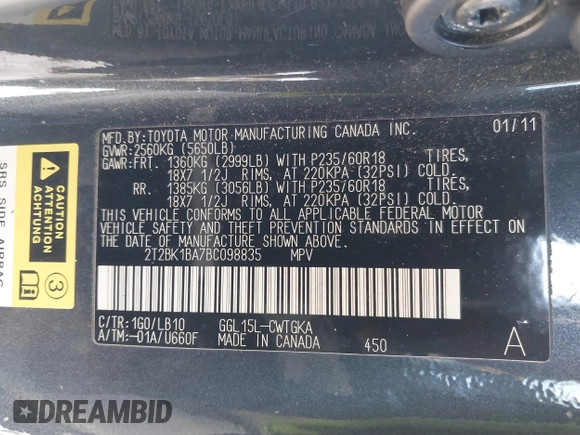 MFD.BY:TOYOTA MOTOR MANUFACTURING CANADA INC. 01/11
GVWR:2560KG (5650LB)
GAWR:FRT. 1360KG (2999LB) WITH P235/60R18 TIRES,
18X7 1/2J RIMS, AT 220KPA (32PSI) COLD.
RR. 1385KG (3056LB) WITH P235/60R18 TIRES,
18X7 1/2J RIMS, AT 220KPA (32PSI) COLD.
THIS VEHICLE CONFORMS TO ALL APPLICABLE FEDERAL MOTOR
VEHICLE SAFETY AND THEFT PREVENTION STANDARDS IN EFFECT ON
THE DATE OF MANUFACTURE SHOWN ABOVE.
2T2BK1BA7BC098835 MPV
C/TR:1G0/LB10 GGL15L-CWTGKA
A/TM:-01A/U660F MADE IN CANADA 450 A
SRS SIDE AIRBAG
CAUTION
ATTENTION
3
DREAMBID